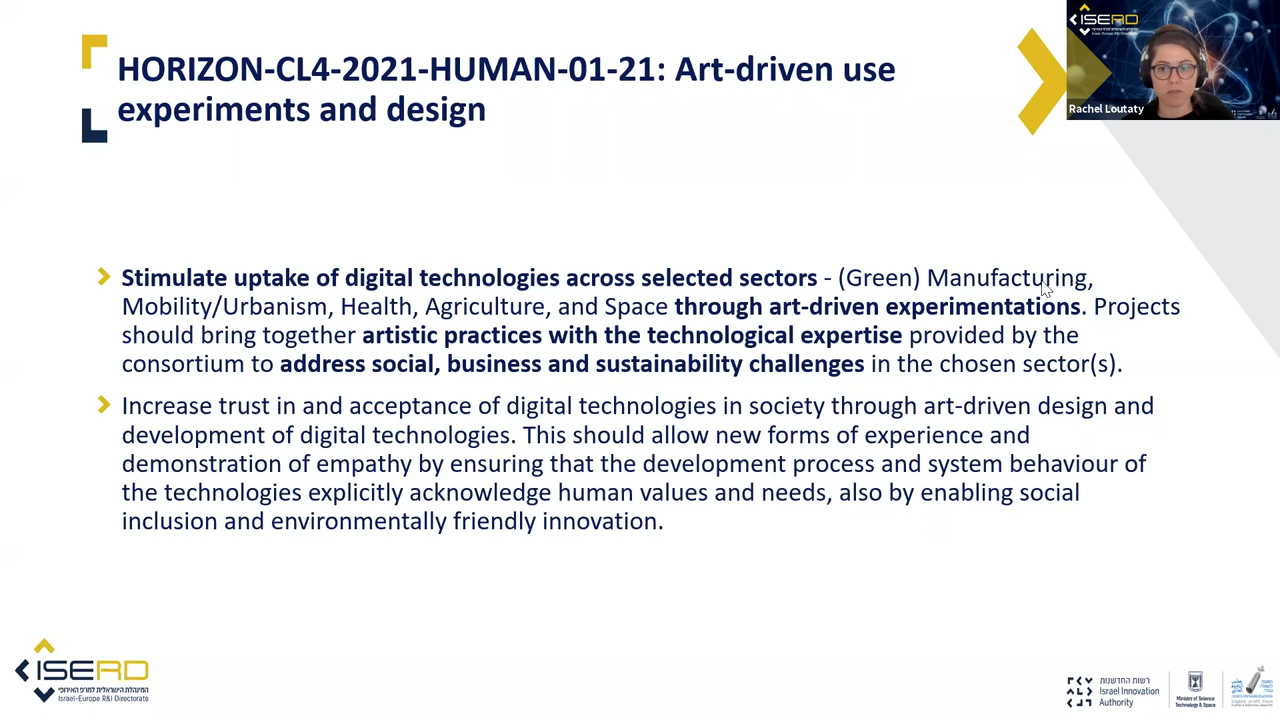 HORIZON-CL4-2021-HUMAN-01-21: Art-driven use
experiments and design
ISERD
Rachel Loutaty
Stimulate uptake of digital technologies across selected sectors - (Green) Manufacturing,
Mobility/Urbanism, Health, Agriculture, and Space through art-driven experimentations. Projects
should bring together artistic practices with the technological expertise provided by the
consortium to address social, business and sustainability challenges in the chosen sector(s).
Increase trust in and acceptance of digital technologies in society through art-driven design and
development of digital technologies. This should allow new forms of experience and
demonstration of empathy by ensuring that the development process and system behaviour of
the technologies explicitly acknowledge human values and needs, also by enabling social
inclusion and environmentally friendly innovation.
ISERD
המינהלת הישראלית למו"פ האירופי
Israel-Europe R&I Directorate
רשות החדשנות
Israel Innovation
Authority
Ministry of Science
Technology & Space